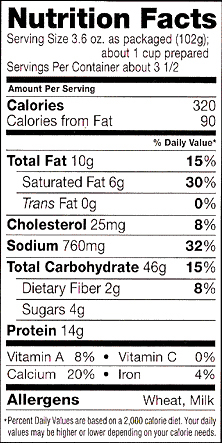 Nutrition Facts
Serving Size 3.6 oz. as packaged (102g);
about 1 cup prepared
Servings Per Container about 3 1/2
Amount Per Serving
Calories 320
Calories from Fat 90
% Daily Value*
Total Fat 10g 15%
Saturated Fat 6g 30%
Trans Fat 0g 0%
Cholesterol 25mg 8%
Sodium 760mg 32%
Total Carbohydrate 46g 15%
Dietary Fiber 2g 8%
Sugars 4g
Protein 14g
Vitamin A 8% • Vitamin C 0%
Calcium 20% • Iron 4%
Allergens Wheat, Milk
*Percent Daily Values are based on a 2,000 calorie diet. Your daily
values may be higher or lower depending on your calorie needs.